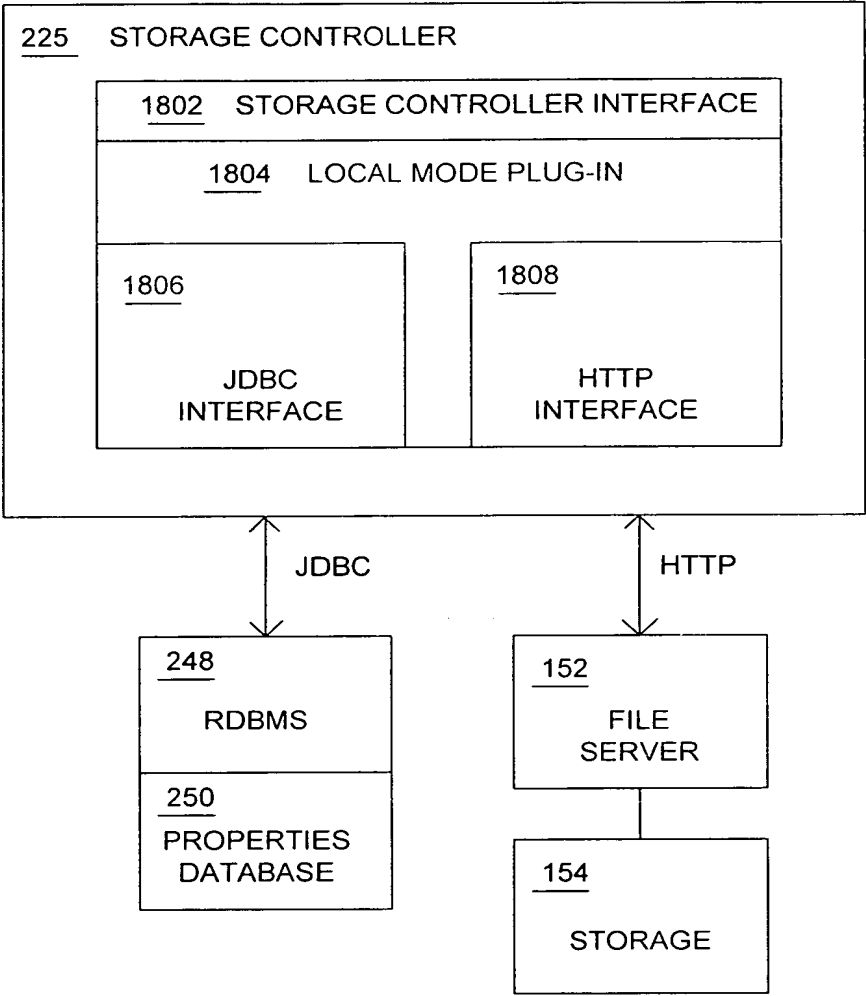 225 STORAGE CONTROLLER
1802 STORAGE CONTROLLER INTERFACE
1804 LOCAL MODE PLUG-IN
1806
JDBC
INTERFACE
1808
HTTP
INTERFACE
JDBC
HTTP
248
RDBMS
250
PROPERTIES
DATABASE
152
FILE
SERVER
154
STORAGE